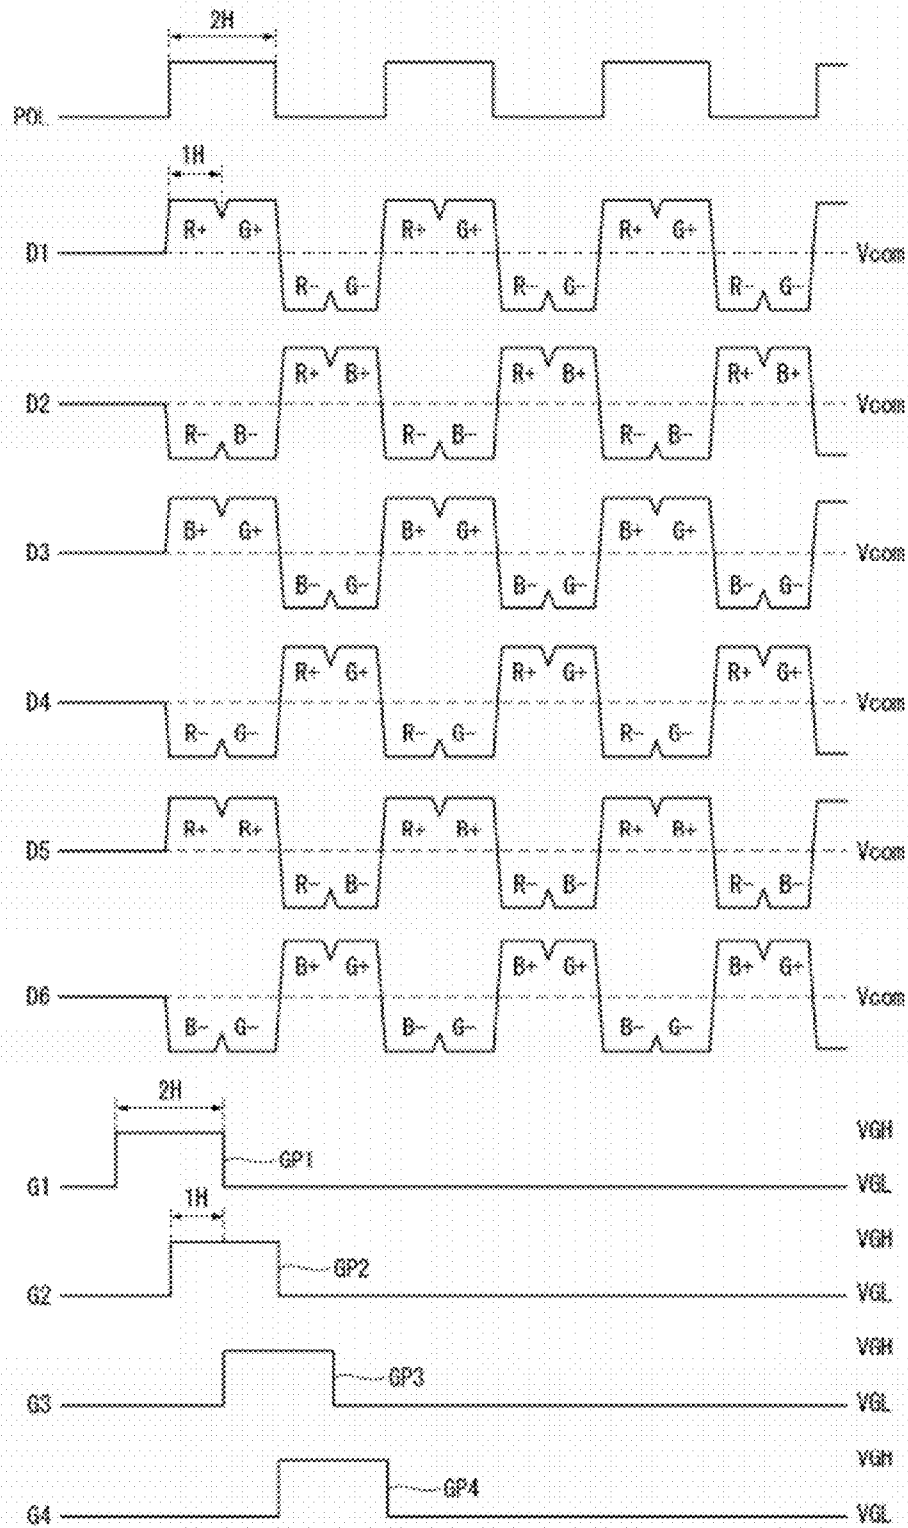 2H
POL
1H
R+ G+ R+ G+ R+ G+
D1 Vcom
R- G- R- G- R- G-
R+ B+ R+ B+ R+ B+
D2 Vcom
R- B- R- B- R- B-
B+ G+ B+ G+ B+ G+
D3 Vcom
B- G- B- G- B- G-
R+ G+ R+ G+ R+ G+
D4 Vcom
R- G- R- G- R- G-
R+ B+ R+ B+ R+ B+
D5 Vcom
R- B- R- B- R- B-
B+ G+ B+ G+ B+ G+
D6 Vcom
B- G- B- G- B- G-
2H
VGH
GP1
G1 VGL
1H
VGH
GP2
G2 VGL
VGH
GP3
G3 VGL
VGH
GP4
G4 VGL